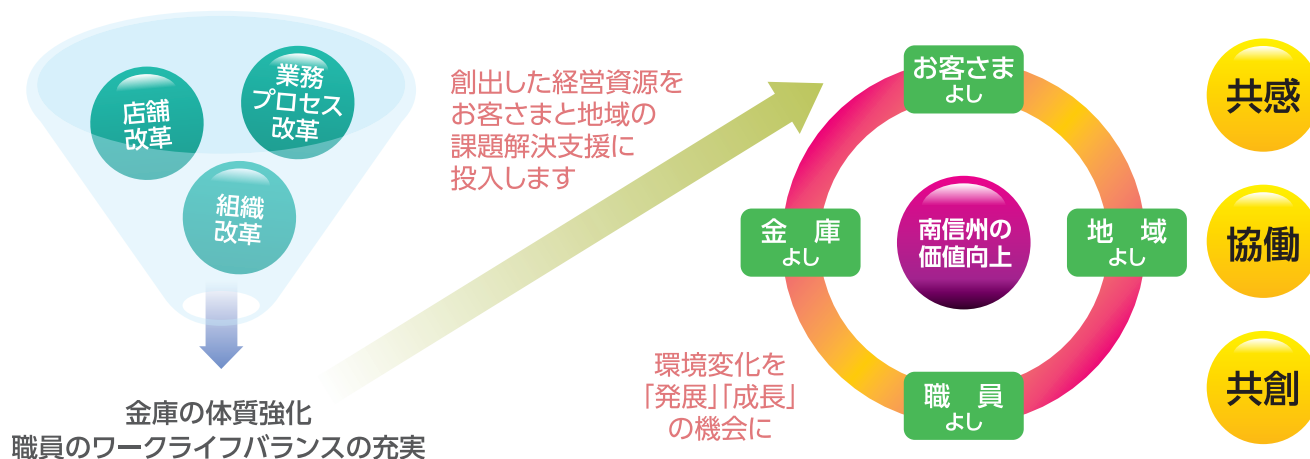 店舗
改革
業務
プロセス
改革
組織
改革
金庫の体質強化
職員のワークライフバランスの充実
創出した経営資源を
お客さまと地域の
課題解決支援に
投入します
環境変化を
「発展」「成長」
の機会に
お客さま
よし
金　庫
よし
南信州の
価値向上
地　域
よし
職　員
よし
共感
協働
共創